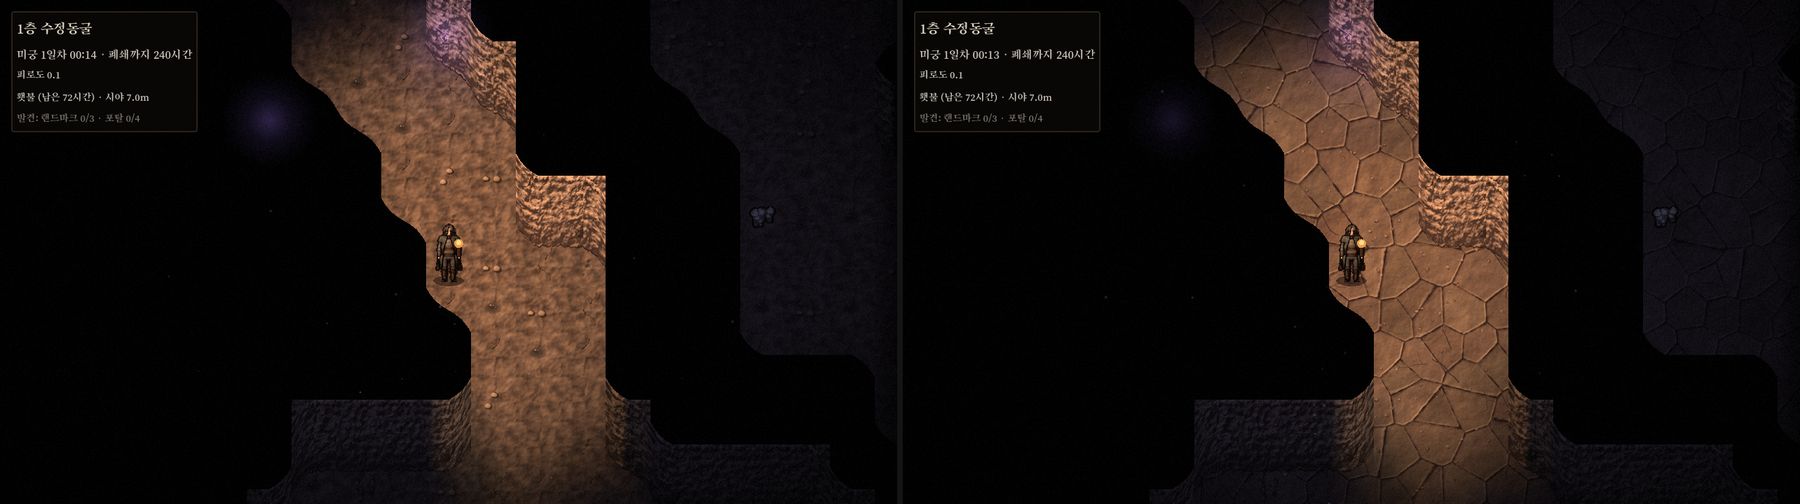 1층 수정동굴
미궁 1일차 00:14 · 폐쇄까지 240시간
피로도 0.1
횃불 (남은 72시간) · 시야 7.0m
발견: 랜드마크 0/3 · 포탈 0/4
1층 수정동굴
미궁 1일차 00:13 · 폐쇄까지 240시간
피로도 0.1
횃불 (남은 72시간) · 시야 7.0m
발견: 랜드마크 0/3 · 포탈 0/4